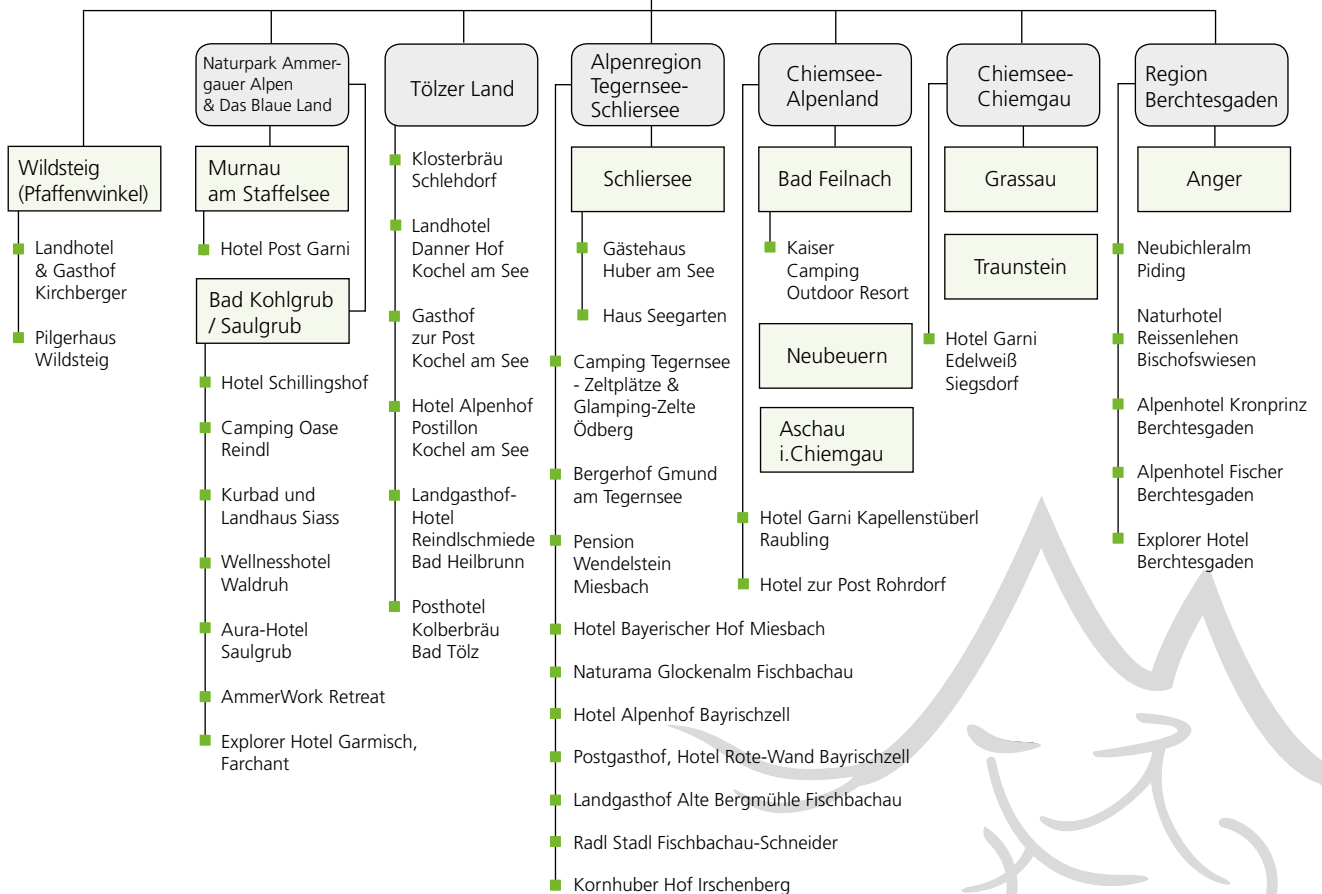 Naturpark Ammer-
gauer Alpen
& Das Blaue Land
Tölzer Land
Alpenregion
Tegernsee-
Schliersee
Chiemsee-
Alpenland
Chiemsee-
Chiemgau
Region
Berchtesgaden
Wildsteig
(Pfaffenwinkel)
Landhotel
& Gasthof
Kirchberger
Pilgerhaus
Wildsteig
Murnau
am Staffelsee
Hotel Post Garni
Bad Kohlgrub
/ Saulgrub
Hotel Schillingshof
Camping Oase
Reindl
Kurbad und
Landhaus Siass
Wellnesshotel
Waldruh
Aura-Hotel
Saulgrub
AmmerWork Retreat
Explorer Hotel Garmisch,
Farchant
Klosterbräu
Schlehdorf
Landhotel
Danner Hof
Kochel am See
Gasthof
zur Post
Kochel am See
Hotel Alpenhof
Postillon
Kochel am See
Landgasthof-
Hotel
Reindlschmiede
Bad Heilbrunn
Posthotel
Kolberbräu
Bad Tölz
Schliersee
Gästehaus
Huber am See
Haus Seegarten
Camping Tegernsee
- Zeltplätze &
Glamping-Zelte
Ödberg
Bergerhof Gmund
am Tegernsee
Pension
Wendelstein
Miesbach
Hotel Bayerischer Hof Miesbach
Naturama Glockenalm Fischbachau
Hotel Alpenhof Bayrischzell
Postgasthof, Hotel Rote-Wand Bayrischzell
Landgasthof Alte Bergmühle Fischbachau
Radl Stadl Fischbachau-Schneider
Kornhuber Hof Irschenberg
Bad Feilnach
Kaiser
Camping
Outdoor Resort
Neubeuern
Aschau
i.Chiemgau
Hotel Garni Kapellenstüberl
Raubling
Hotel zur Post Rohrdorf
Grassau
Traunstein
Hotel Garni
Edelweiß
Siegsdorf
Anger
Neubichleralm
Piding
Naturhotel
Reissenlehen
Bischofswiesen
Alpenhotel Kronprinz
Berchtesgaden
Alpenhotel Fischer
Berchtesgaden
Explorer Hotel
Berchtesgaden